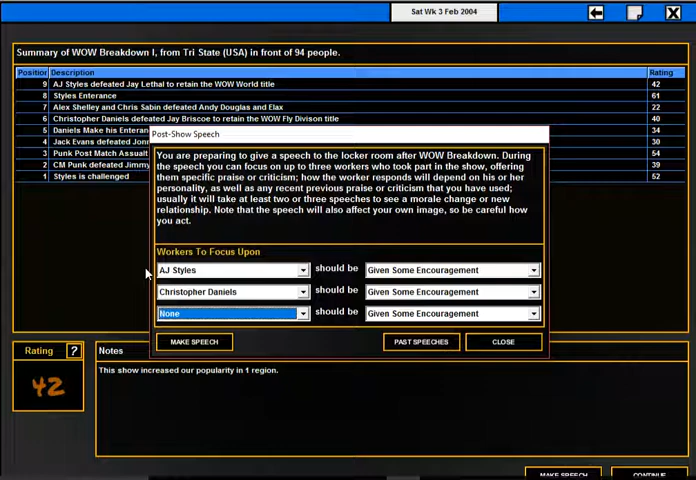 Sat Wk 3 Feb 2004
Summary of WOW Breakdown I, from Tri State (USA) in front of 94 people.
Position Description Rating
9 AJ Styles defeated Jay Lethal to retain the WOW World title 42
8 Styles Enterance 61
7 Alex Shelley and Chris Sabin defeated Andy Douglas and Elax 22
6 Christopher Daniels defeated Jay Briscoe to retain the WOW Fly Divison title 40
5 Daniels Make his Enteran 34
4 Jack Evans defeated Jon 30
3 Punk Post Match Assualt 54
2 CM Punk defeated Jimmy 39
1 Styles is challenged 52
Post-Show Speech
You are preparing to give a speech to the locker room after WOW Breakdown. During
the speech you can focus on up to three workers who took part in the show, offering
them specific praise or criticism; how the worker responds will depend on his or her
personality, as well as any recent previous praise or criticism that you have used;
usually it will take at least two or three speeches to see a morale change or new
relationship. Note that the speech will also affect your own image, so be careful how
you act.
Workers To Focus Upon
AJ Styles should be Given Some Encouragement
Christopher Daniels should be Given Some Encouragement
None should be Given Some Encouragement
MAKE SPEECH PAST SPEECHES CLOSE
Rating ? Notes
42
This show increased our popularity in 1 region.
MAKE SPEECH CONTINUE